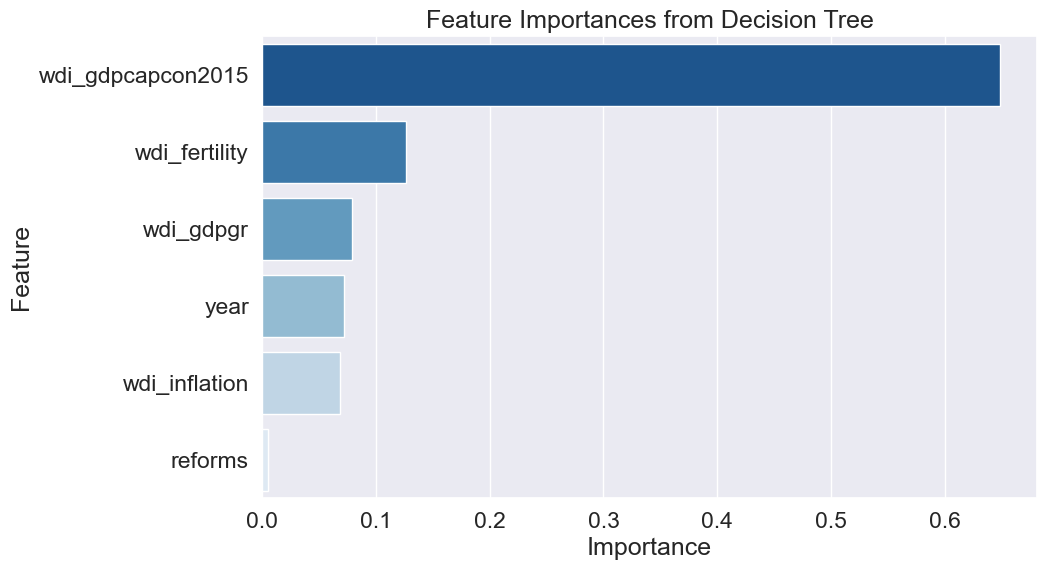 Feature Importances from Decision Tree
wdi_gdpcapcon2015
wdi_fertility
wdi_gdpgr
year
wdi_inflation
reforms
Feature
0.0 0.1 0.2 0.3 0.4 0.5 0.6
Importance